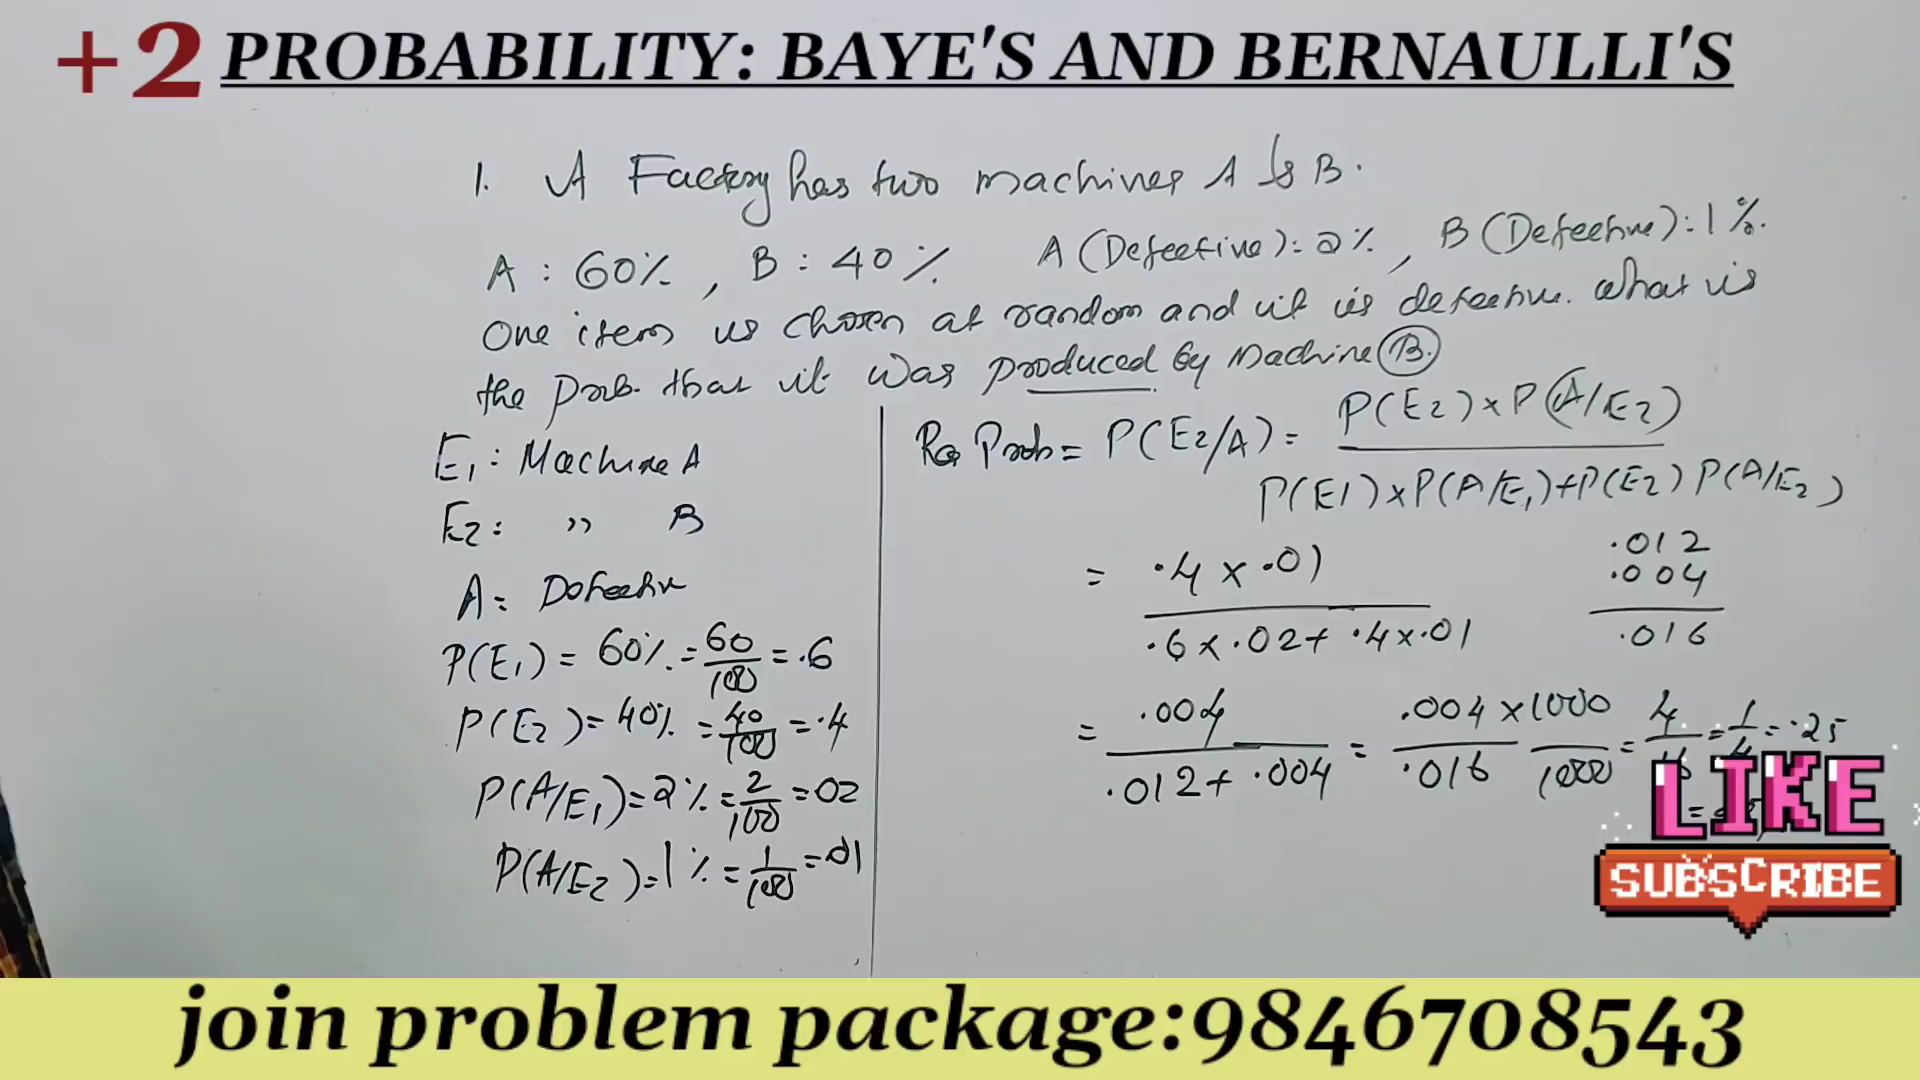 +2 PROBABILITY: BAYE'S AND BERNAULLI'S
1. A Factory has two machines A & B.
A : 60% , B : 40% A (Defective): 2% , B (Defective): 1%.
One item is chosen at random and it is defective. What is
the prob. that it was produced by Machine B.
E1: Machine A
E2: " B
A= Defective
P(E1) = 60% = 60/100 = .6
P(E2) = 40% = 40/100 = .4
P(A/E1) = 2% = 2/100 = 02
P(A/E2) = 1% = 1/100 = 01
Rq Prob = P(E2/A) = P(E2) x P(A/E2)
P(E1) x P(A/E1) + P(E2) P(A/E2)
= .4 x .01
.6 x .02 + .4 x .01
.012
.004
.016
= .004 / .012 + .004 = .004 x 1000 / .016 1000 = 4/16 = 1/4 = .25
LIKE
SUBSCRIBE
join problem package:9846708543